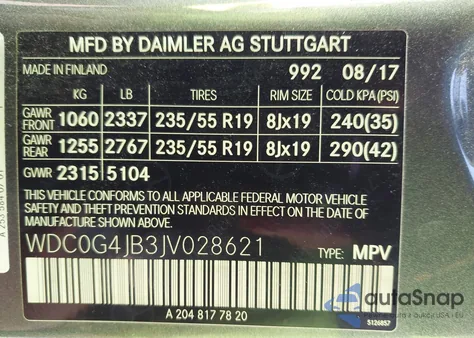 MFD BY DAIMLER AG STUTTGART
MADE IN FINLAND 992 08/17
KG LB TIRES RIM SIZE COLD KPA (PSI)
GAWR FRONT 1060 2337 235/55 R19 8Jx19 240(35)
GAWR REAR 1255 2767 235/55 R19 8Jx19 290(42)
GVWR 2315 5104
THIS VEHICLE CONFORMS TO ALL APPLICABLE FEDERAL MOTOR VEHICLE
SAFETY BUMPER, AND THEFT PREVENTION STANDARDS IN EFFECT ON THE DATE
OF MANUFACTURE SHOWN ABOVE.
WDC0G4JB3JV028621 TYPE: MPV
A 204 817 78 20
S126857
autoSnap